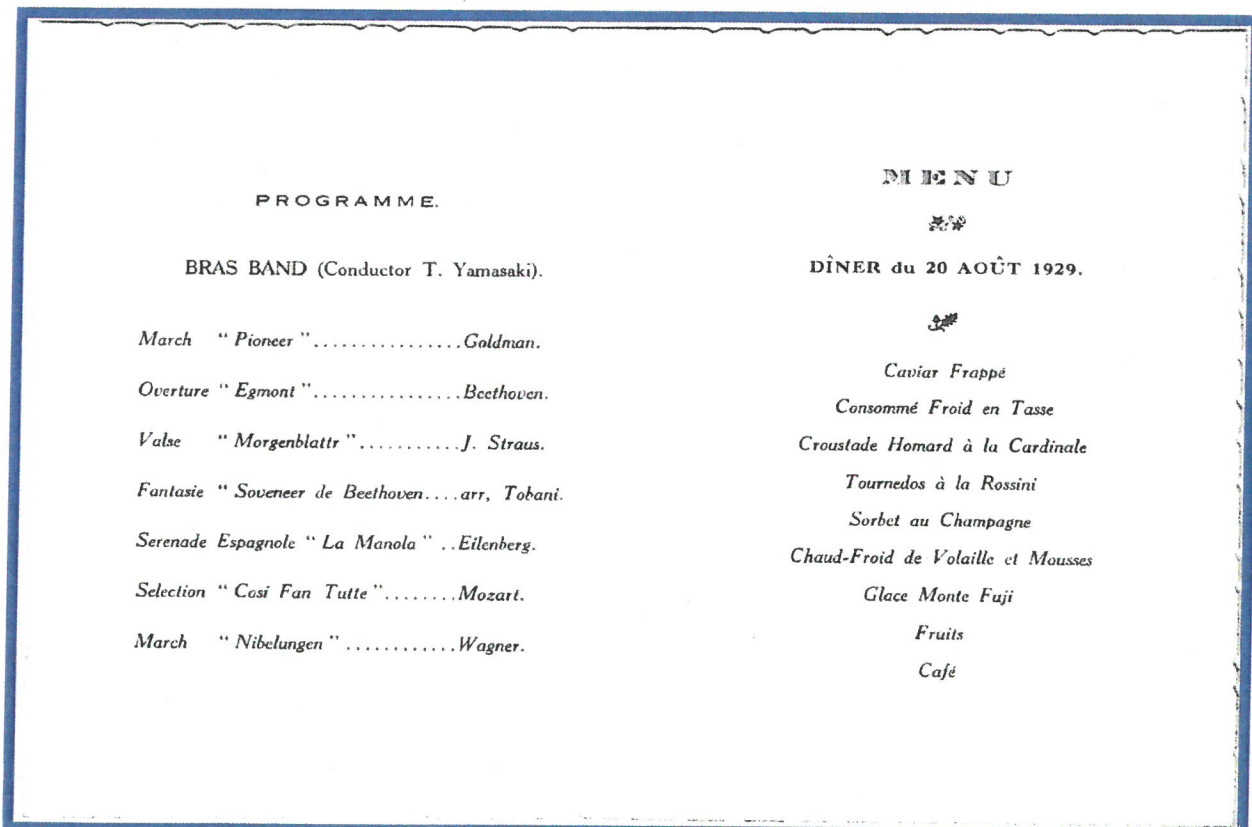 PROGRAMME.
BRAS BAND (Conductor T. Yamasaki).
March " Pioneer "................Goldman.
Overture " Egmont "................Beethoven.
Valse " Morgenblattr "...........J. Straus.
Fantasie " Soveneer de Beethoven....arr, Tobani.
Serenade Espagnole " La Manola " ..Eilenberg.
Selection " Cosi Fan Tutte "........Mozart.
March " Nibelungen "............Wagner.
MENU
DÎNER du 20 AOÛT 1929.
Caviar Frappé
Consommé Froid en Tasse
Croustade Homard à la Cardinale
Tournedos à la Rossini
Sorbet au Champagne
Chaud-Froid de Volaille et Mousses
Glace Monte Fuji
Fruits
Café